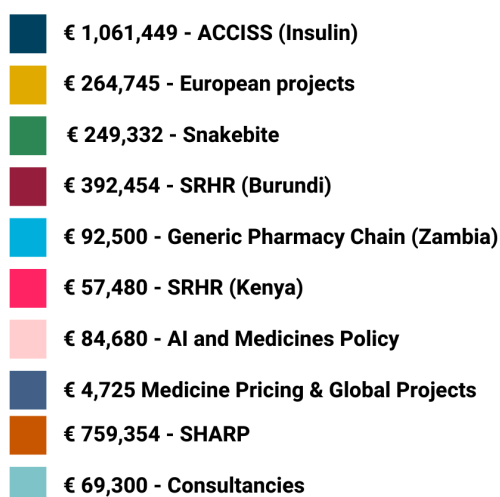 € 1,061,449 - ACCISS (Insulin)
€ 264,745 - European projects
€ 249,332 - Snakebite
€ 392,454 - SRHR (Burundi)
€ 92,500 - Generic Pharmacy Chain (Zambia)
€ 57,480 - SRHR (Kenya)
€ 84,680 - AI and Medicines Policy
€ 4,725 Medicine Pricing & Global Projects
€ 759,354 - SHARP
€ 69,300 - Consultancies